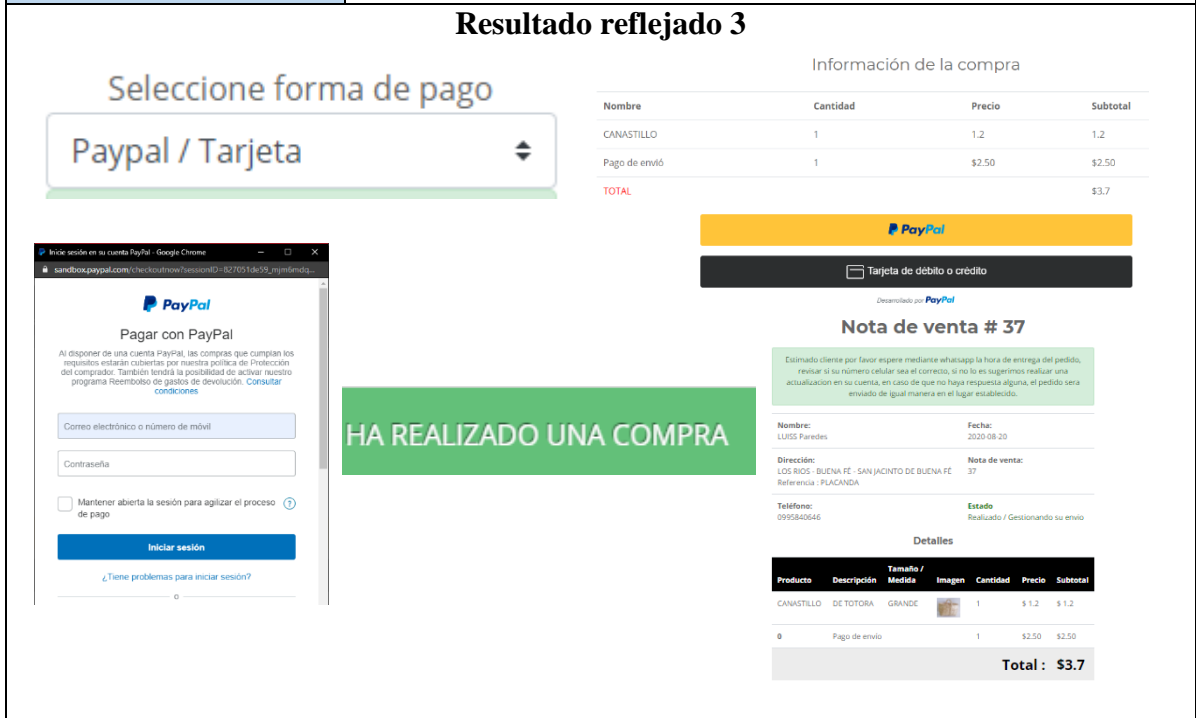 Resultado reflejado 3
Seleccione forma de pago
Paypal / Tarjeta
Información de la compra
Nombre Cantidad Precio Subtotal
CANASTILLO 1 1.2 1.2
Pago de envió 1 $2.50 $2.50
TOTAL $3.7
PayPal
Tarjeta de débito o crédito
Desarrollado por PayPal
Inicie sesión en su cuenta PayPal - Google Chrome
sandbox.paypal.com/checkoutnow?sessionID=827051de59_mjm6mdq...
PayPal
Pagar con PayPal
Al disponer de una cuenta PayPal, las compras que cumplan los
requisitos estarán cubiertas por nuestra política de Protección
del comprador. También tendrá la posibilidad de activar nuestro
programa Reembolso de gastos de devolución. Consultar
condiciones
Correo electrónico o número de móvil
Contraseña
Mantener abierta la sesión para agilizar el proceso
de pago
Iniciar sesión
¿Tiene problemas para iniciar sesión?
o
HA REALIZADO UNA COMPRA
Nota de venta # 37
Estimado cliente por favor espere mediante whatsapp la hora de entrega del pedido,
revisar si su número celular sea el correcto, si no lo es sugerimos realizar una
actualizacion en su cuenta, en caso de que no haya respuesta alguna, el pedido sera
enviado de igual manera en el lugar establecido.
Nombre: Fecha:
LUISS Paredes 2020-08-20
Dirección: Nota de venta:
LOS RIOS - BUENA FÉ - SAN JACINTO DE BUENA FÉ 37
Referencia : PLACANDA
Teléfono: Estado
0995840646 Realizado / Gestionando su envio
Detalles
Producto Descripción Tamaño / Medida Imagen Cantidad Precio Subtotal
CANASTILLO DE TOTORA GRANDE 1 $ 1.2 $ 1.2
0 Pago de envío 1 $2.50 $2.50
Total : $3.7